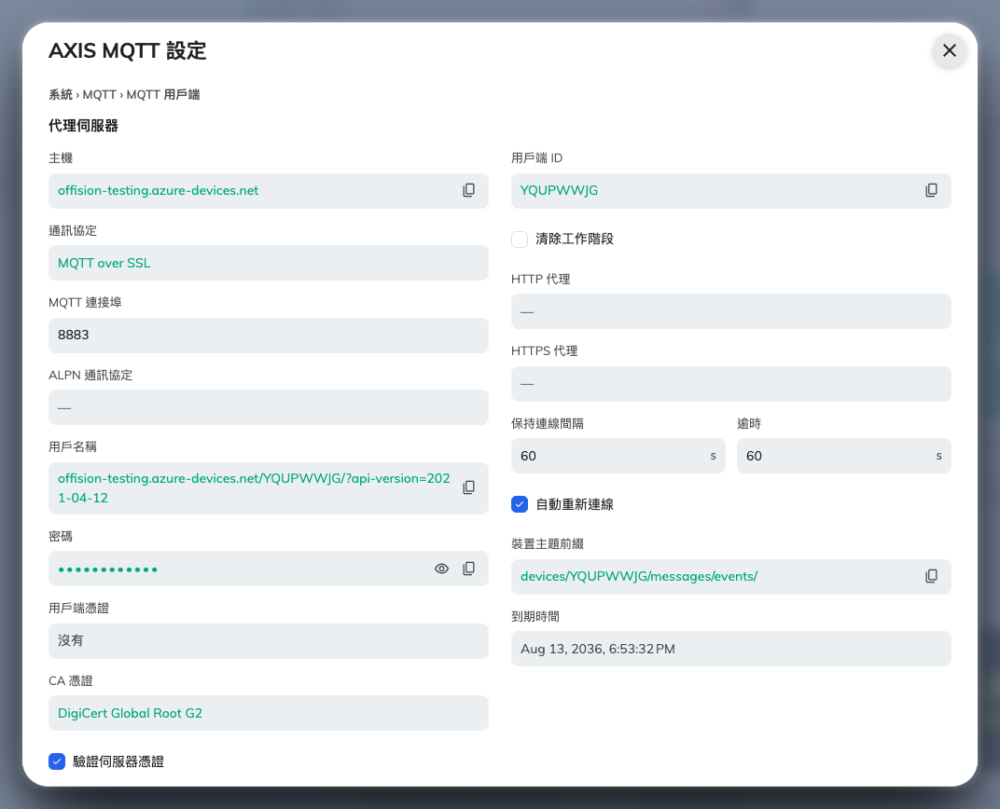 AXIS MQTT 設定
系統 › MQTT › MQTT 用戶端
代理伺服器
主機
offision-testing.azure-devices.net
通訊協定
MQTT over SSL
MQTT 連接埠
8883
ALPN 通訊協定
—
用戶名稱
offision-testing.azure-devices.net/YQUPWWJG/?api-version=202
1-04-12
密碼
••••••••••••
用戶端憑證
沒有
CA 憑證
DigiCert Global Root G2
驗證伺服器憑證
用戶端 ID
YQUPWWJG
清除工作階段
HTTP 代理
—
HTTPS 代理
—
保持連線間隔
60 s
逾時
60 s
自動重新連線
裝置主題前綴
devices/YQUPWWJG/messages/events/
到期時間
Aug 13, 2036, 6:53:32 PM